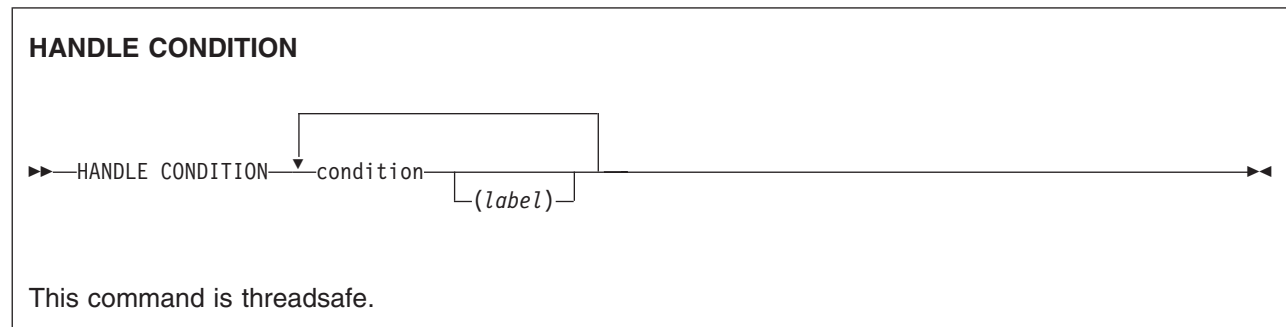 HANDLE CONDITION
HANDLE CONDITION condition
(label)
This command is threadsafe.